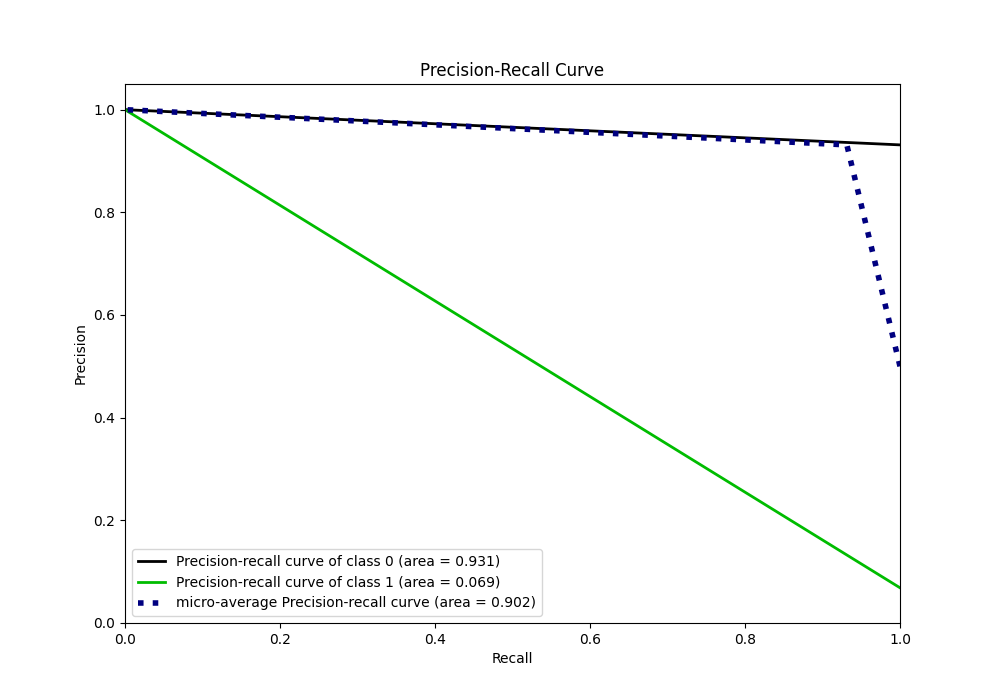 Precision-Recall Curve
1.0
0.8
0.6
0.4
0.2
0.0
Precision
Precision-recall curve of class 0 (area = 0.931)
Precision-recall curve of class 1 (area = 0.069)
micro-average Precision-recall curve (area = 0.902)
0.0 0.2 0.4 0.6 0.8 1.0
Recall